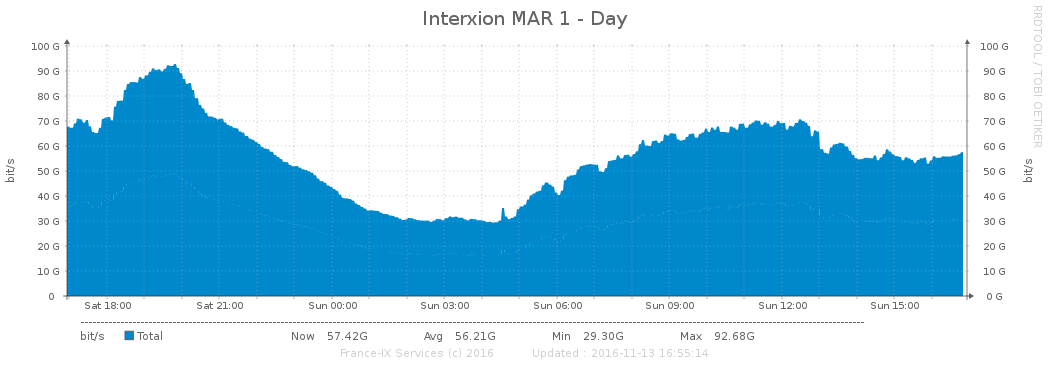 Interxion MAR 1 - Day
RRDTOOL / TOBI OETIKER
bit/s
100 G 100 G
90 G 90 G
80 G 80 G
70 G 70 G
60 G 60 G
50 G 50 G
40 G 40 G
30 G 30 G
20 G 20 G
10 G 10 G
0 0 G
bit/s
Sat 18:00 Sat 21:00 Sun 00:00 Sun 03:00 Sun 06:00 Sun 09:00 Sun 12:00 Sun 15:00
bit/s Total Now 57.42G Avg 56.21G Min 29.30G Max 92.68G
France-IX Services (c) 2016 Updated : 2016-11-13 16:55:14